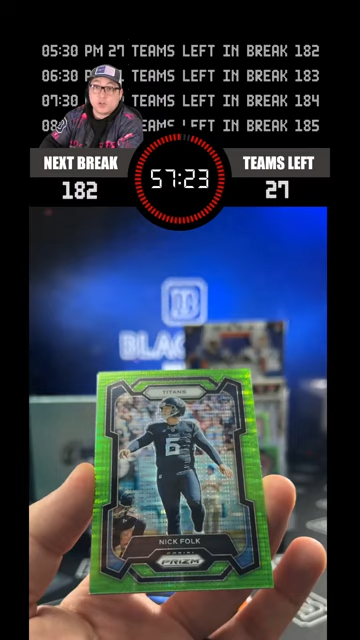 05:30 PM 27 TEAMS LEFT IN BREAK 182
06:30 PM TEAMS LEFT IN BREAK 183
07:30 TEAMS LEFT IN BREAK 184
TEAMS LEFT IN BREAK 185
NEXT BREAK
182
57:23
TEAMS LEFT
27
TITANS
6
NICK FOLK
PANINI
PRIZM